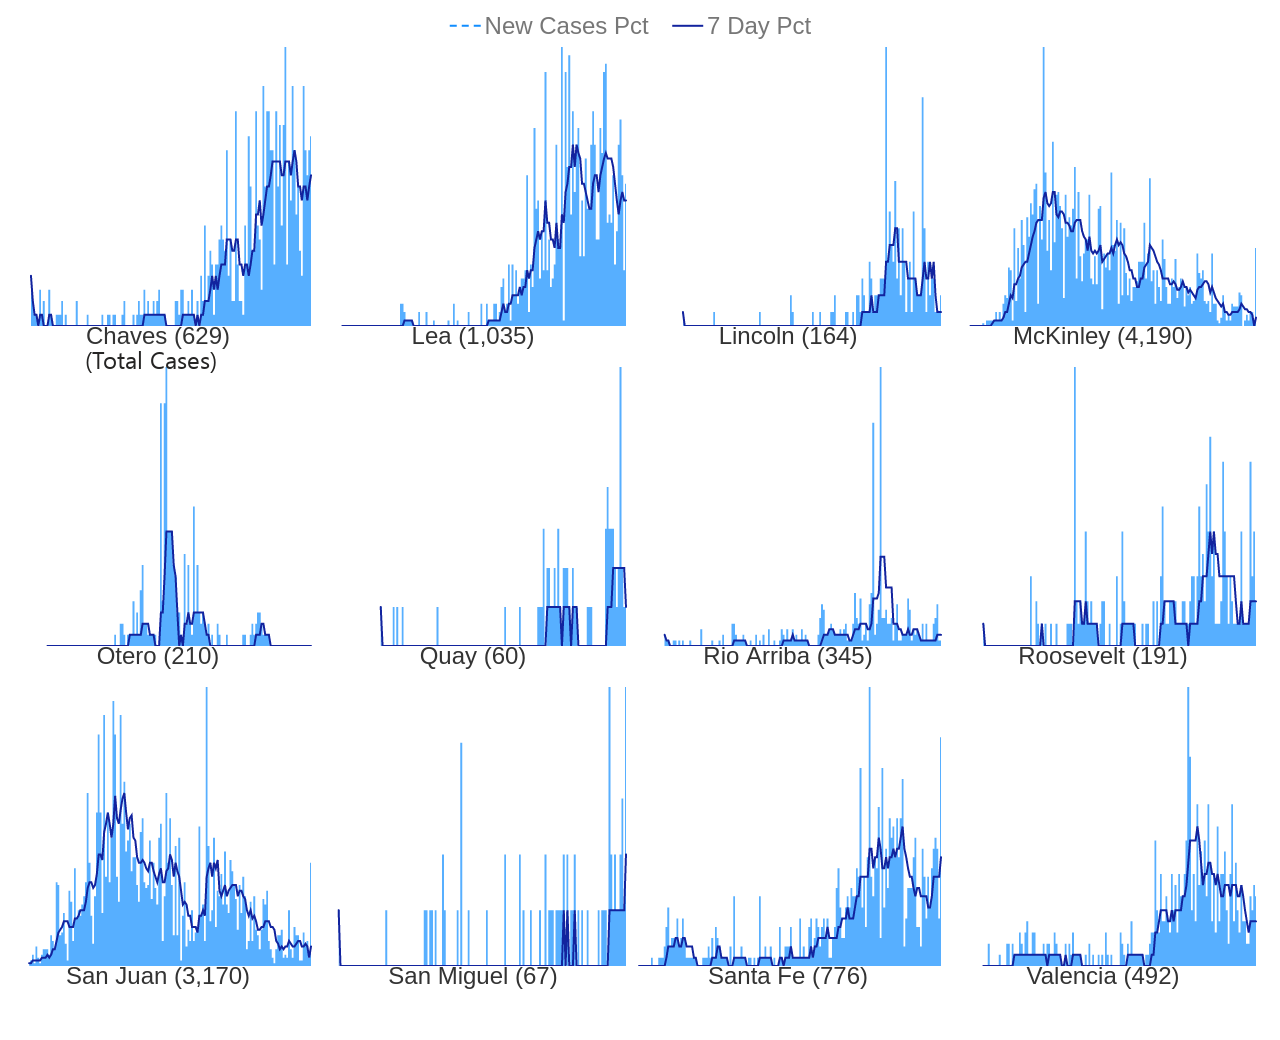 New Cases Pct 7 Day Pct
Chaves (629) Lea (1,035) Lincoln (164) McKinley (4,190)
(Total Cases)
Otero (210) Quay (60) Rio Arriba (345) Roosevelt (191)
San Juan (3,170) San Miguel (67) Santa Fe (776) Valencia (492)